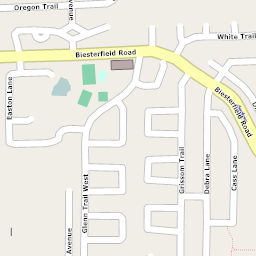 Oregon Trail
venue
White Trail
Biesterfield Road
Easton Lane
Biesterfield Road
Grissom Trail
Debra Lane
Cass Lane
D
Glenn Trail West
Avenue